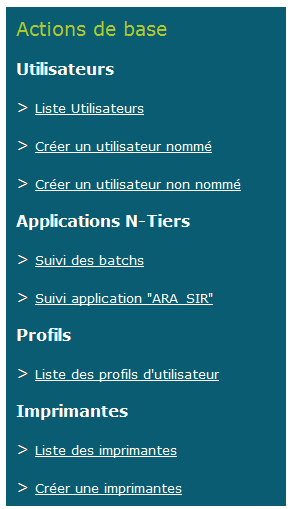 Actions de base
Utilisateurs
> Liste Utilisateurs
> Créer un utilisateur nommé
> Créer un utilisateur non nommé
Applications N-Tiers
> Suivi des batchs
> Suivi application "ARA_SIR"
Profils
> Liste des profils d'utilisateur
Imprimantes
> Liste des imprimantes
> Créer une imprimantes